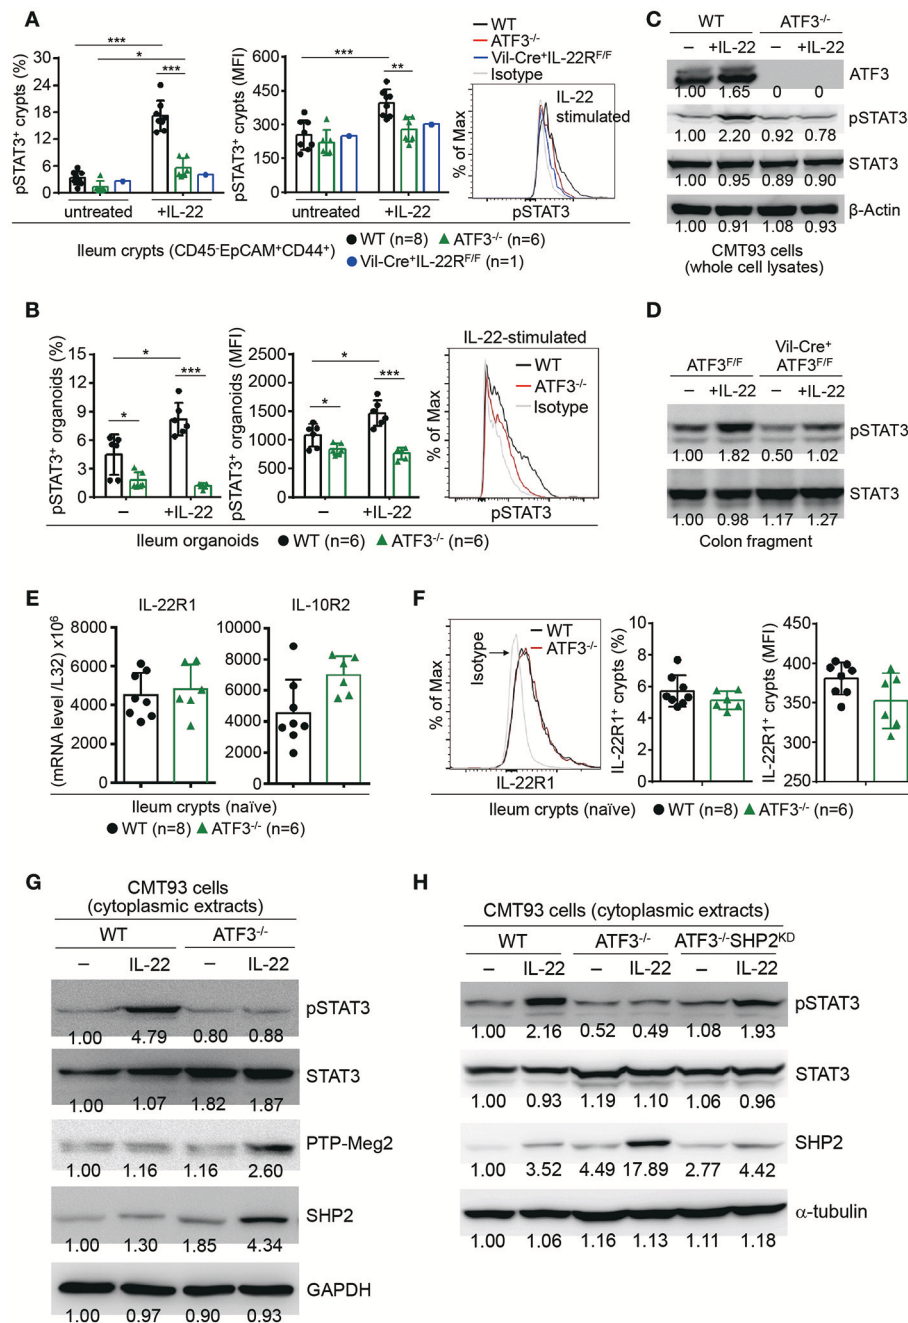 A
pSTAT3⁺ crypts (%)
30
24
18
12
6
0
***
*
***
untreated
+IL-22
pSTAT3⁺ crypts (MFI)
600
450
300
150
0
***
**
untreated
+IL-22
WT
ATF3⁻/⁻
Vil-Cre⁺IL-22Rᶠ/ᶠ
Isotype
IL-22
stimulated
% of Max
pSTAT3
Ileum crypts (CD45⁻EpCAM⁺CD44⁺)
WT (n=8) ATF3⁻/⁻ (n=6)
Vil-Cre⁺IL-22Rᶠ/ᶠ (n=1)
B
pSTAT3⁺ organoids (%)
15
12
9
6
3
0
*
*
***
–
+IL-22
pSTAT3⁺ organoids (MFI)
2500
2000
1500
1000
500
0
*
*
***
–
+IL-22
IL-22-stimulated
WT
ATF3⁻/⁻
Isotype
% of Max
pSTAT3
Ileum organoids WT (n=6) ATF3⁻/⁻ (n=6)
C
WT ATF3⁻/⁻
– +IL-22 – +IL-22
ATF3
1.00 1.65 0 0
pSTAT3
1.00 2.20 0.92 0.78
STAT3
1.00 0.95 0.89 0.90
β-Actin
1.00 0.91 1.08 0.93
CMT93 cells
(whole cell lysates)
D
Vil-Cre⁺
ATF3ᶠ/ᶠ ATF3ᶠ/ᶠ
– +IL-22 – +IL-22
pSTAT3
1.00 1.82 0.50 1.02
STAT3
1.00 0.98 1.17 1.27
Colon fragment
E
IL-22R1
(mRNA level /L32) x10⁶
8000
6000
4000
2000
0
IL-10R2
10000
8000
6000
4000
2000
0
Ileum crypts (naïve)
WT (n=8) ATF3⁻/⁻ (n=6)
F
WT
ATF3⁻/⁻
Isotype
% of Max
IL-22R1
IL-22R1⁺ crypts (%)
10
8
6
4
2
0
IL-22R1⁺ crypts (MFI)
450
400
350
300
250
Ileum crypts (naïve) WT (n=8) ATF3⁻/⁻ (n=6)
G
CMT93 cells
(cytoplasmic extracts)
WT ATF3⁻/⁻
– IL-22 – IL-22
pSTAT3
1.00 4.79 0.80 0.88
STAT3
1.00 1.07 1.82 1.87
PTP-Meg2
1.00 1.16 1.16 2.60
SHP2
1.00 1.30 1.85 4.34
GAPDH
1.00 0.97 0.90 0.93
H
CMT93 cells (cytoplasmic extracts)
WT ATF3⁻/⁻ ATF3⁻/⁻SHP2ᴷᴰ
– IL-22 – IL-22 – IL-22
pSTAT3
1.00 2.16 0.52 0.49 1.08 1.93
STAT3
1.00 0.93 1.19 1.10 1.06 0.96
SHP2
1.00 3.52 4.49 17.89 2.77 4.42
α-tubulin
1.00 1.06 1.16 1.13 1.11 1.18